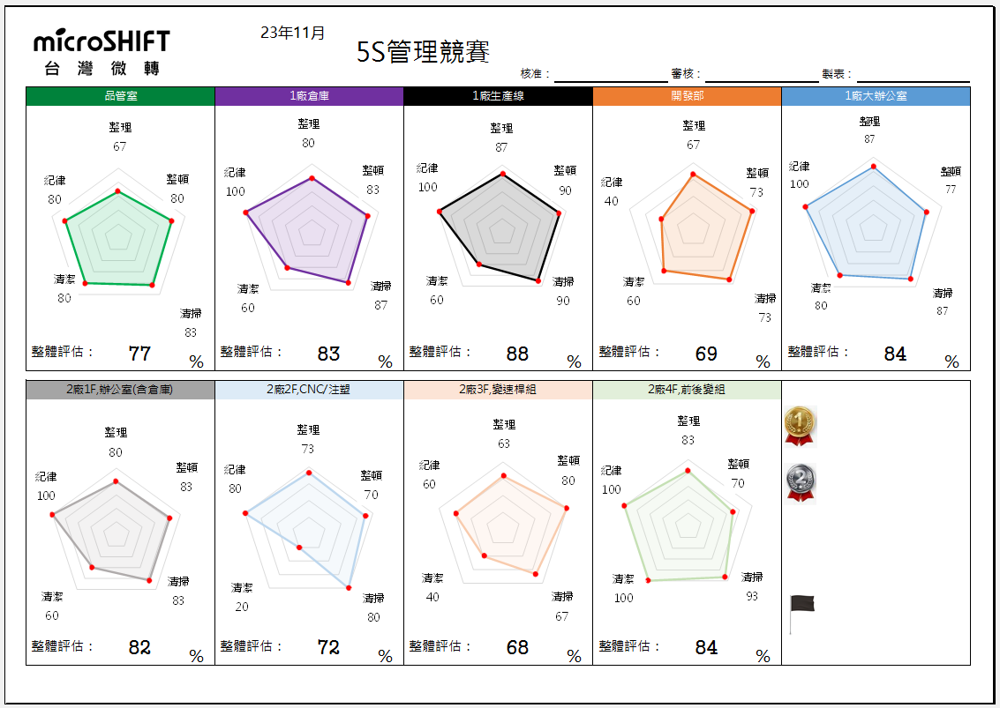 microSHIFT
台灣微轉
23年11月
5S管理競賽
核准：
審核：
製表：
品管室
整理
67
整頓
80
清掃
83
清潔
80
紀律
80
整體評估：
77
%
1廠倉庫
整理
80
整頓
83
清掃
87
清潔
60
紀律
100
整體評估：
83
%
1廠生產線
整理
87
整頓
90
清掃
90
清潔
60
紀律
100
整體評估：
88
%
開發部
整理
67
整頓
73
清掃
73
清潔
60
紀律
40
整體評估：
69
%
1廠大辦公室
整理
87
整頓
77
清掃
87
清潔
80
紀律
100
整體評估：
84
%
2廠1F,辦公室(含倉庫)
整理
80
整頓
83
清掃
83
清潔
60
紀律
100
整體評估：
82
%
2廠2F,CNC/注塑
整理
73
整頓
70
清掃
80
清潔
20
紀律
80
整體評估：
72
%
2廠3F,變速桿組
整理
63
整頓
80
清掃
67
清潔
40
紀律
60
整體評估：
68
%
2廠4F,前後變組
整理
83
整頓
70
清掃
93
清潔
100
紀律
100
整體評估：
84
%
1
2